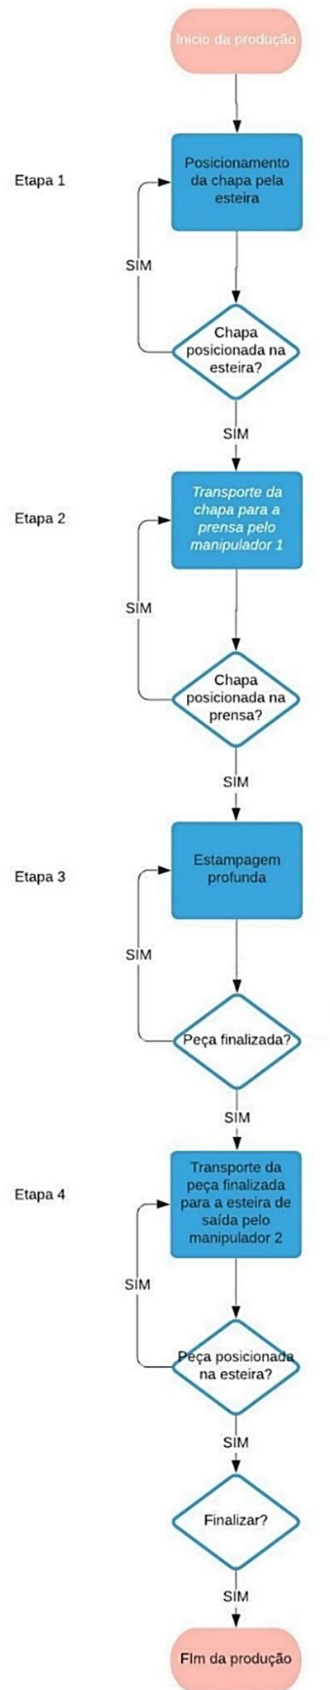 Inicio da produção
Etapa 1
Posicionamento
da chapa pela
esteira
SIM
Chapa
posicionada na
esteira?
SIM
Etapa 2
Transporte da
chapa para a
prensa pelo
manipulador 1
SIM
Chapa
posicionada na
prensa?
SIM
Etapa 3
Estampagem
profunda
SIM
Peça finalizada?
SIM
Etapa 4
Transporte da
peça finalizada
para a esteira de
saída pelo
manipulador 2
SIM
Peça posicionada
na esteira?
SIM
Finalizar?
SIM
FIm da produção